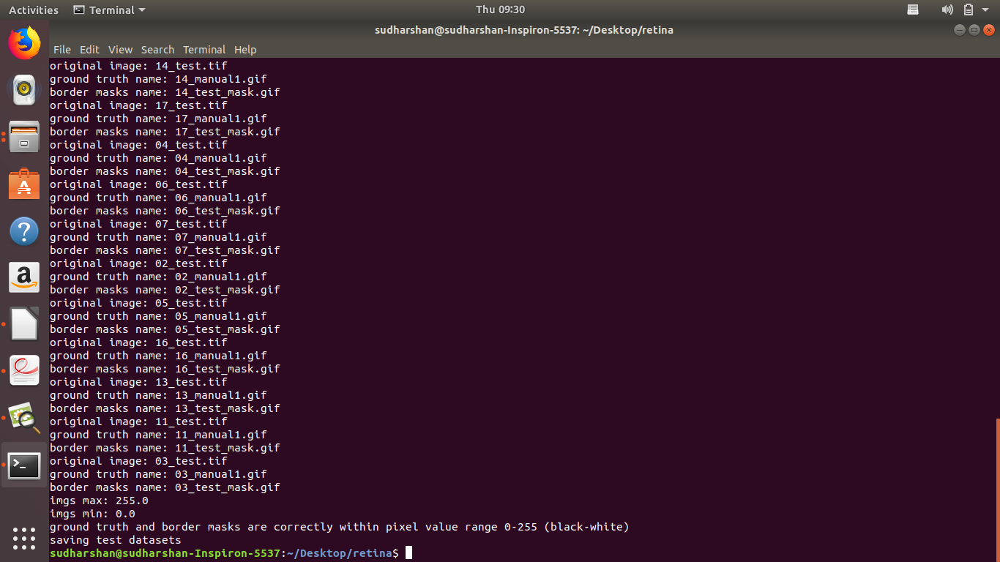 Activities Terminal Thu 09:30
sudharshan@sudharshan-Inspiron-5537: ~/Desktop/retina
File Edit View Search Terminal Help
original image: 14_test.tif
ground truth name: 14_manual1.gif
border masks name: 14_test_mask.gif
original image: 17_test.tif
ground truth name: 17_manual1.gif
border masks name: 17_test_mask.gif
original image: 04_test.tif
ground truth name: 04_manual1.gif
border masks name: 04_test_mask.gif
original image: 06_test.tif
ground truth name: 06_manual1.gif
border masks name: 06_test_mask.gif
original image: 07_test.tif
ground truth name: 07_manual1.gif
border masks name: 07_test_mask.gif
original image: 02_test.tif
ground truth name: 02_manual1.gif
border masks name: 02_test_mask.gif
original image: 05_test.tif
ground truth name: 05_manual1.gif
border masks name: 05_test_mask.gif
original image: 16_test.tif
ground truth name: 16_manual1.gif
border masks name: 16_test_mask.gif
original image: 13_test.tif
ground truth name: 13_manual1.gif
border masks name: 13_test_mask.gif
original image: 11_test.tif
ground truth name: 11_manual1.gif
border masks name: 11_test_mask.gif
original image: 03_test.tif
ground truth name: 03_manual1.gif
border masks name: 03_test_mask.gif
imgs max: 255.0
imgs min: 0.0
ground truth and border masks are correctly within pixel value range 0-255 (black-white)
saving test datasets
sudharshan@sudharshan-Inspiron-5537:~/Desktop/retina$